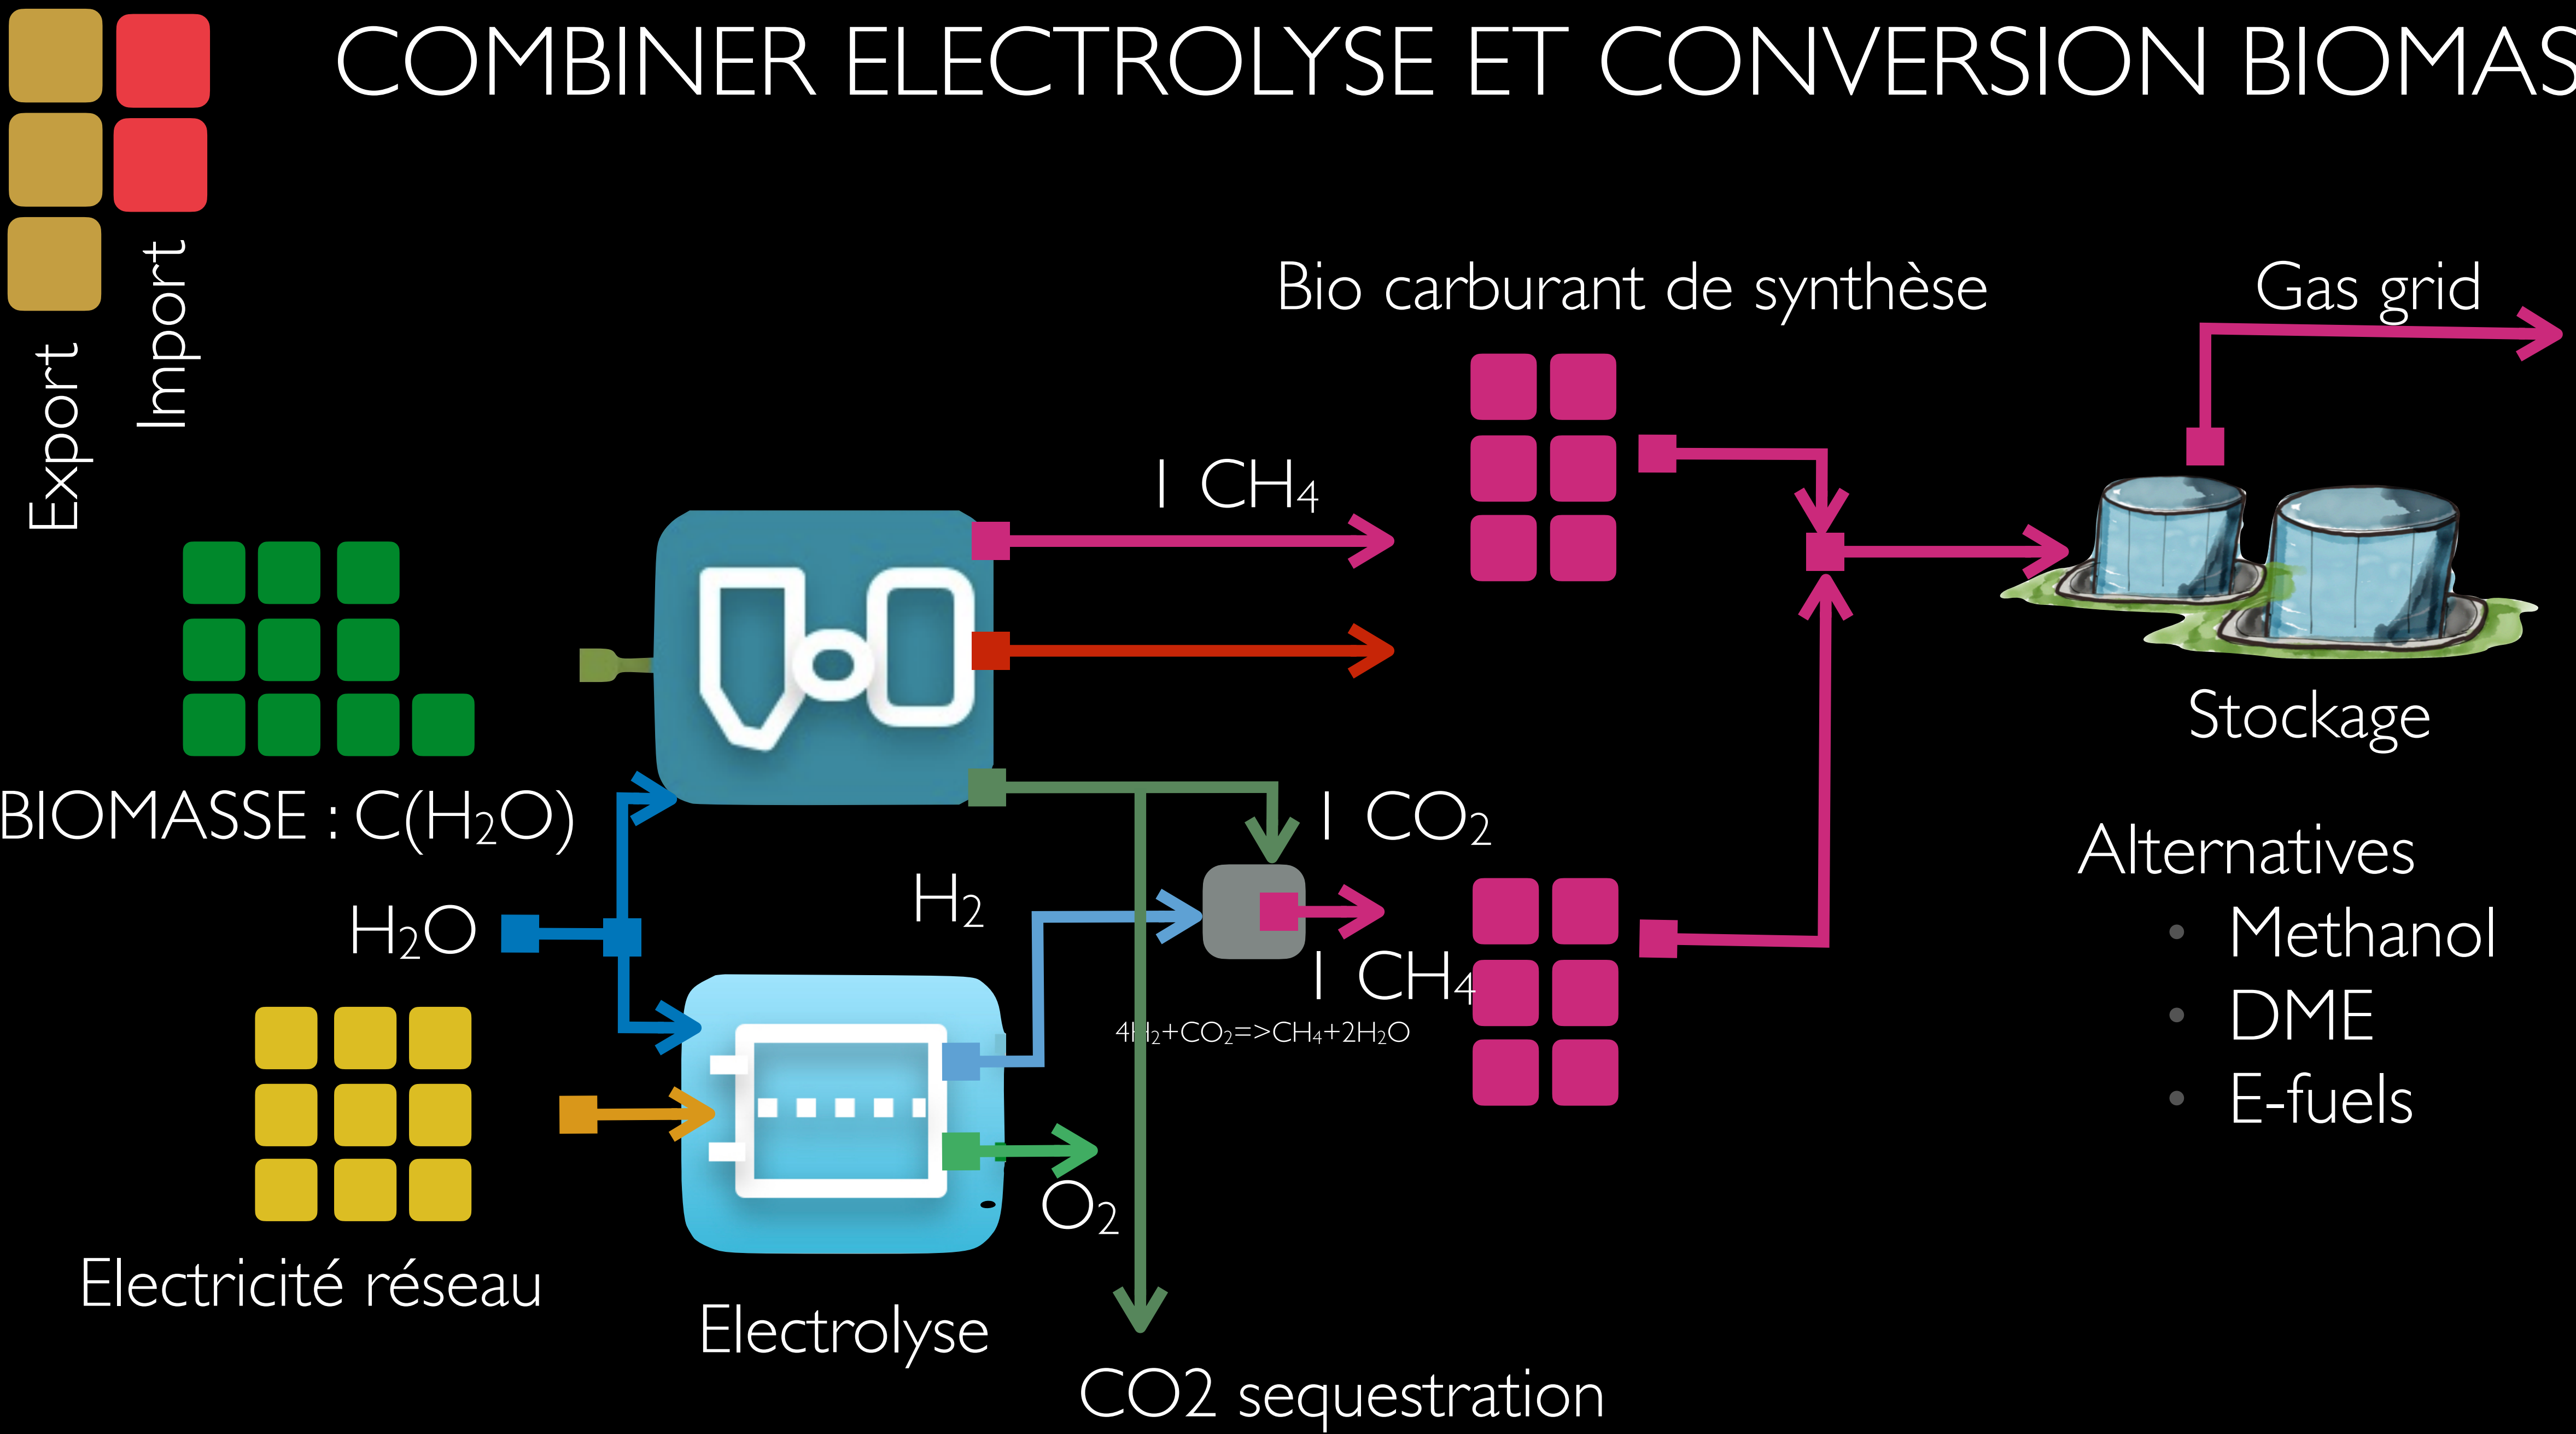 COMBINER ELECTROLYSE ET CONVERSION BIOMAS
Export
Import
Bio carburant de synthèse
Gas grid
1 CH₄
Stockage
BIOMASSE : C(H₂O)
1 CO₂
Alternatives
• Methanol
• DME
• E-fuels
H₂
H₂O
1 CH₄
4H₂+CO₂=>CH₄+2H₂O
O₂
Electricité réseau
Electrolyse
CO2 sequestration